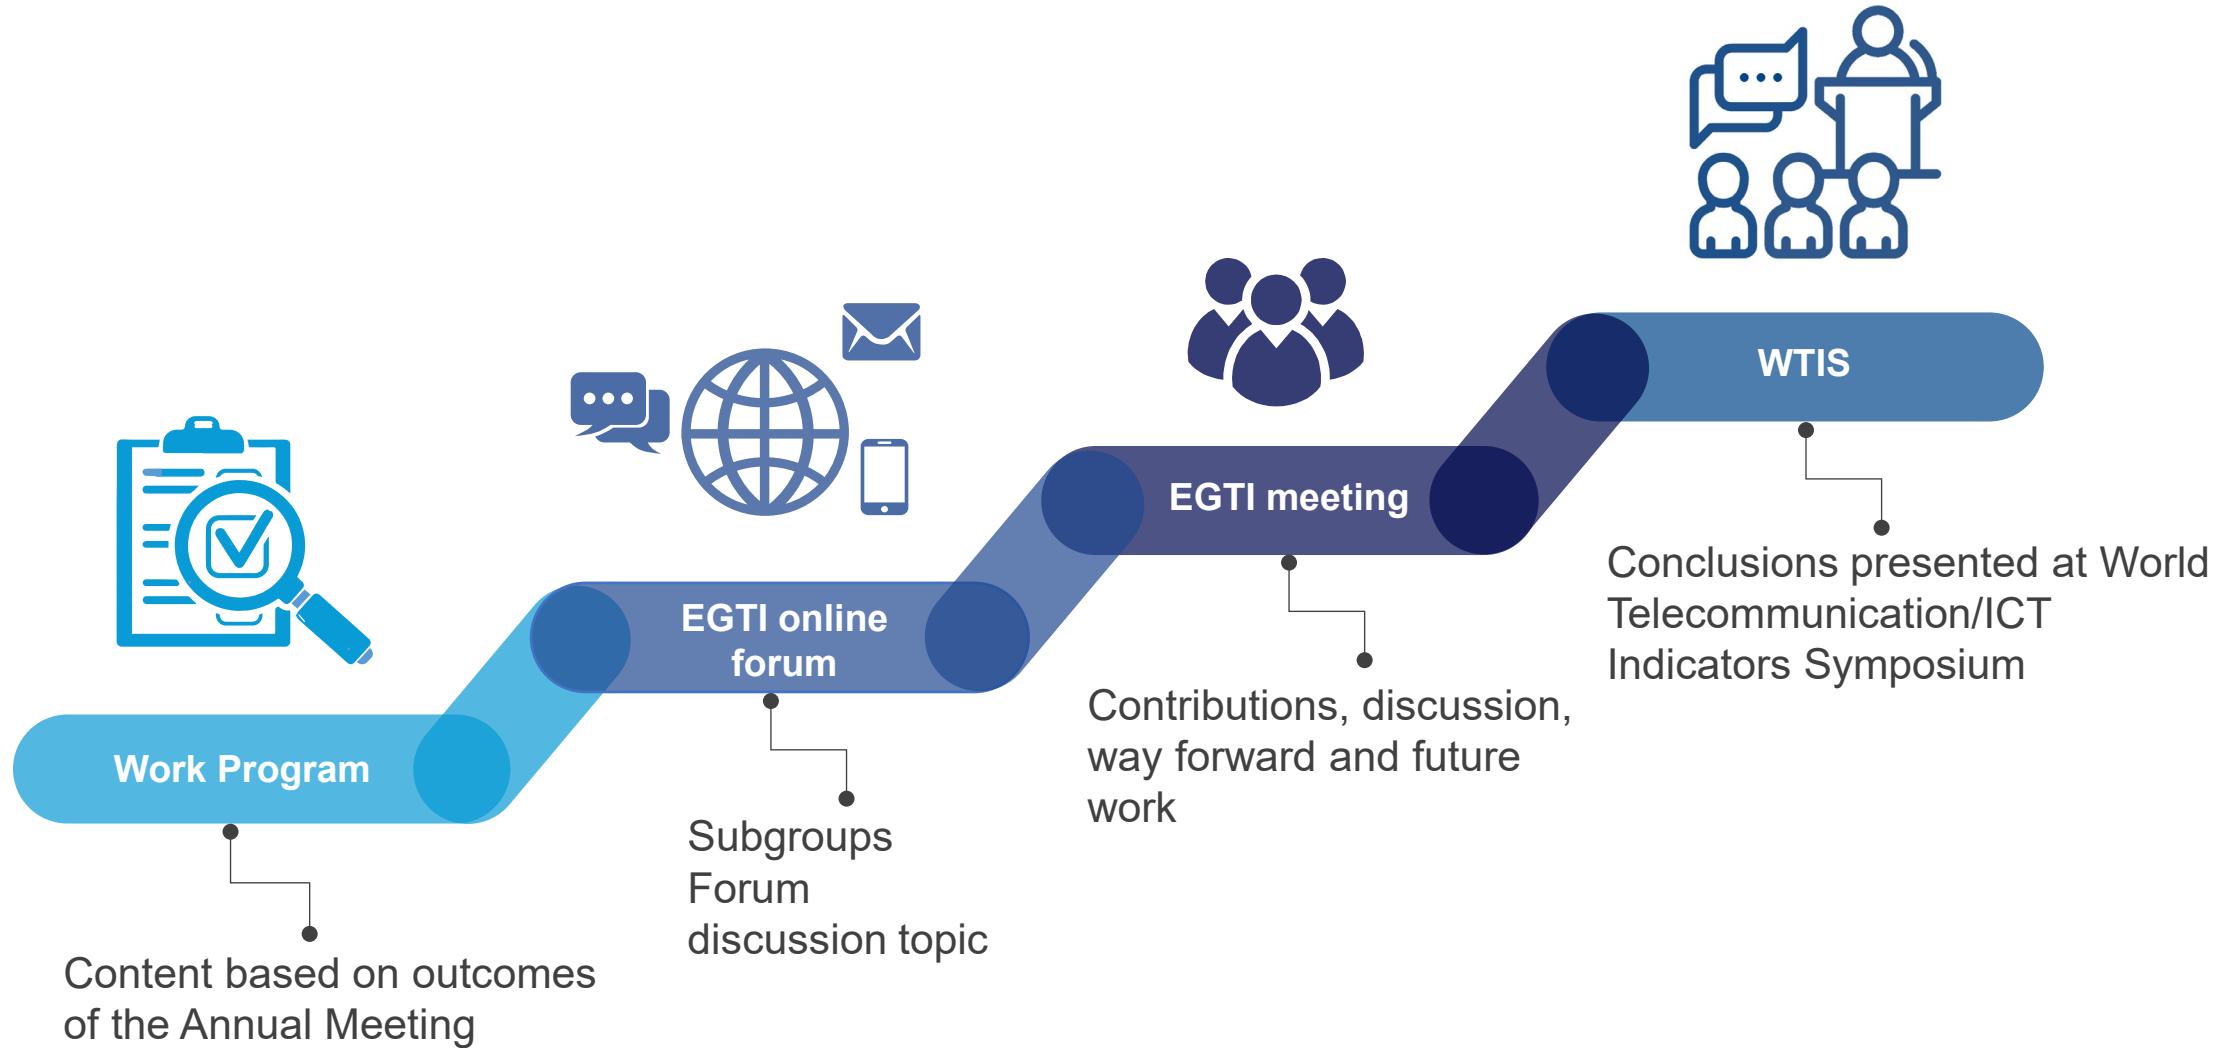 Work Program
Content based on outcomes
of the Annual Meeting
EGTI online
forum
Subgroups
Forum
discussion topic
EGTI meeting
Contributions, discussion,
way forward and future
work
WTIS
Conclusions presented at World
Telecommunication/ICT
Indicators Symposium